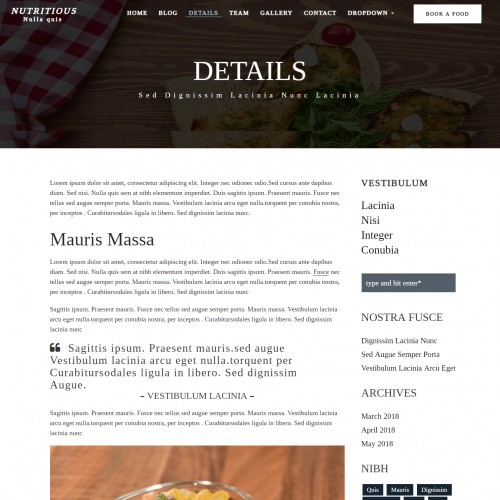 NUTRITIOUS
Nulla quis
HOME BLOG DETAILS TEAM GALLERY CONTACT DROPDOWN
BOOK A FOOD
DETAILS
Sed Dignissim Lacinia Nunc Lacinia
Lorem ipsum dolor sit amet, consectetur adipiscing elit. Integer nec odionec odio.Sed cursus ante dapibus
diam. Sed nisi. Nulla quis sem at nibh elementum imperdiet. Duis sagittis ipsum. Praesent mauris. Fusce nec
tellus sed augue semper porta. Mauris massa. Vestibulum lacinia arcu eget nulla.torquent per conubia nostra,
per inceptos . Curabitursodales ligula in libero. Sed dignissim lacinia nunc.
Mauris Massa
Lorem ipsum dolor sit amet, consectetur adipiscing elit. Integer nec odionec odio.Sed cursus ante dapibus
diam. Sed nisi. Nulla quis sem at nibh elementum imperdiet. Duis sagittis ipsum. Praesent mauris. Fusce nec
tellus sed augue semper porta. Mauris massa. Vestibulum lacinia arcu eget nulla.torquent per conubia nostra,
per inceptos . Curabitursodales ligula in libero. Sed dignissim lacinia nunc
Sagittis ipsum. Praesent mauris. Fusce nec tellus sed augue semper porta. Mauris massa. Vestibulum lacinia
arcu eget nulla.torquent per conubia nostra, per inceptos . Curabitursodales ligula in libero. Sed dignissim
lacinia nunc
Sagittis ipsum. Praesent mauris.sed augue
Vestibulum lacinia arcu eget nulla.torquent per
Curabitursodales ligula in libero. Sed dignissim
Augue.
– VESTIBULUM LACINIA –
Sagittis ipsum. Praesent mauris. Fusce nec tellus sed augue semper porta. Mauris massa. Vestibulum lacinia
arcu eget nulla.torquent per conubia nostra, per inceptos . Curabitursodales ligula in libero. Sed dignissim
lacinia nunc
VESTIBULUM
Lacinia
Nisi
Integer
Conubia
type and hit enter*
NOSTRA FUSCE
Dignissim Lacinia Nunc
Sed Augue Semper Porta
Vestibulum Lacinia Arcu Eget
ARCHIVES
March 2018
April 2018
May 2018
NIBH
Quis Mauris Dignissim